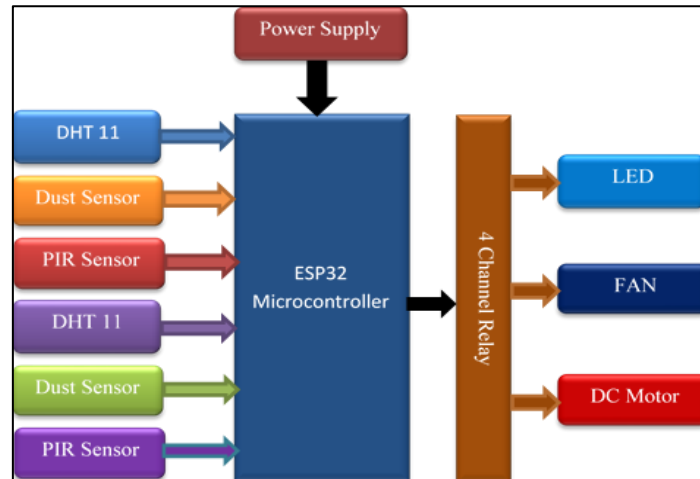 Power Supply
DHT 11
Dust Sensor
PIR Sensor
DHT 11
Dust Sensor
PIR Sensor
ESP32
Microcontroller
4 Channel Relay
LED
FAN
DC Motor